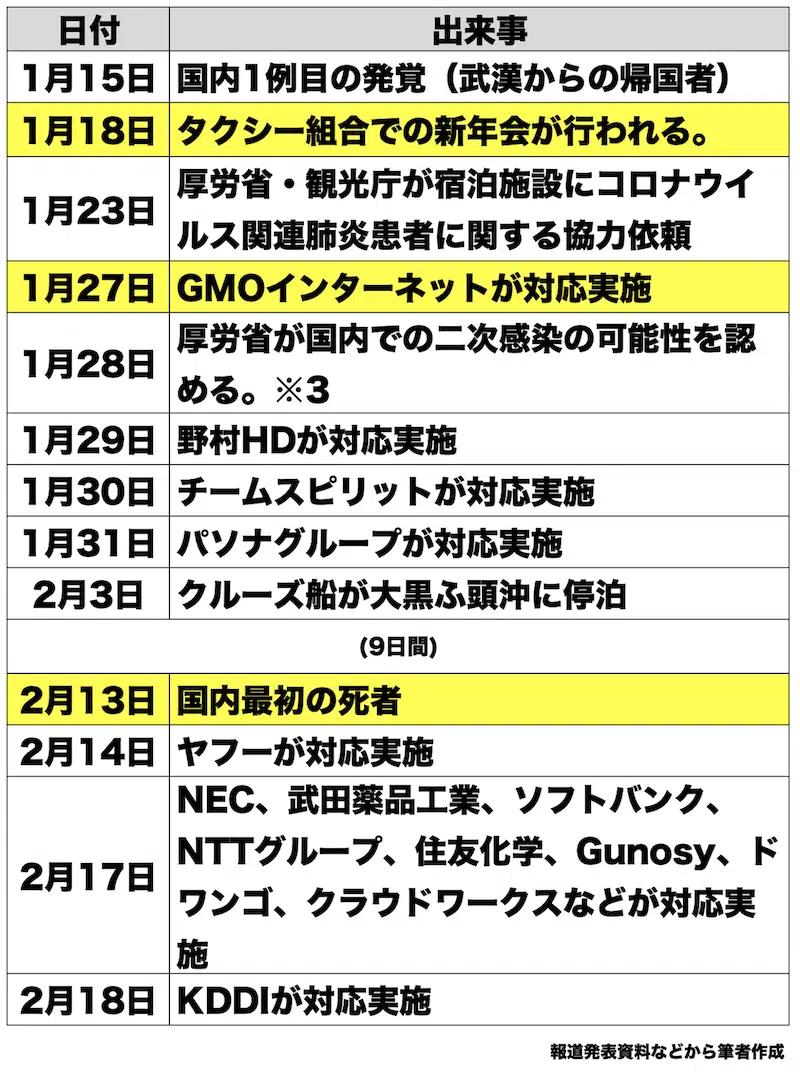 日付 出来事
1月15日 国内1例目の発覚（武漢からの帰国者）
1月18日 タクシー組合での新年会が行われる。
1月23日 厚労省・観光庁が宿泊施設にコロナウイ
ルス関連肺炎患者に関する協力依頼
1月27日 GMOインターネットが対応実施
1月28日 厚労省が国内での二次感染の可能性を認
める。※3
1月29日 野村HDが対応実施
1月30日 チームスピリットが対応実施
1月31日 パソナグループが対応実施
2月3日 クルーズ船が大黒ふ頭沖に停泊
(9日間)
2月13日 国内最初の死者
2月14日 ヤフーが対応実施
2月17日 NEC、武田薬品工業、ソフトバンク、
NTTグループ、住友化学、Gunosy、ド
ワンゴ、クラウドワークスなどが対応実
施
2月18日 KDDIが対応実施
報道発表資料などから筆者作成